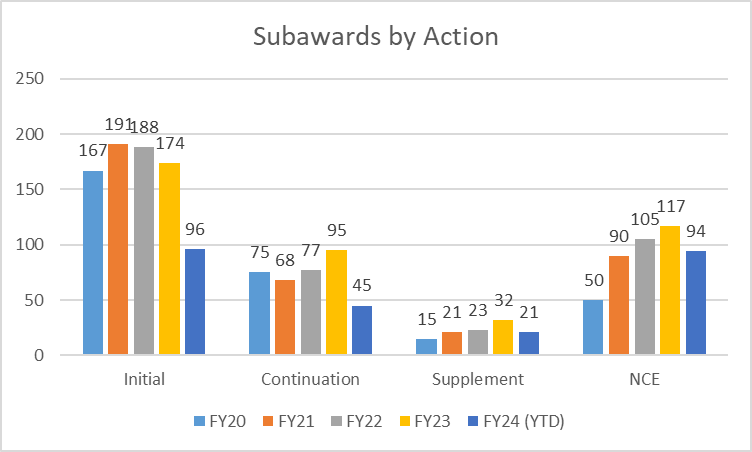 Subawards by Action
250
200
150
100
50
0
167 191 188 174 96
75 68 77 95 45
15 21 23 32 21
50 90 105 117 94
Initial Continuation Supplement NCE
FY20 FY21 FY22 FY23 FY24 (YTD)